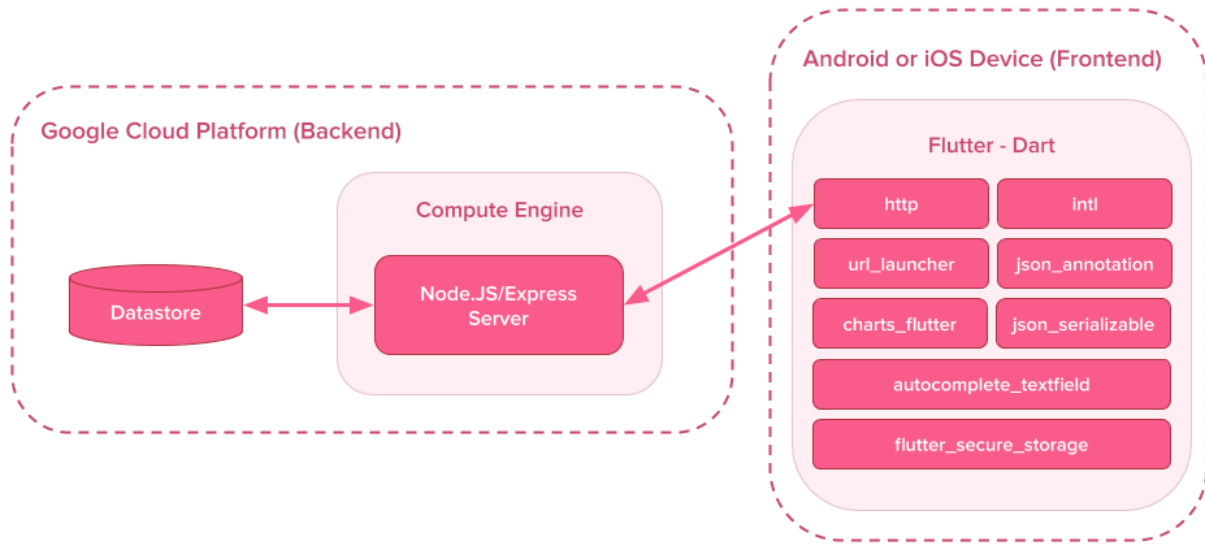 Android or iOS Device (Frontend)
Google Cloud Platform (Backend)
Flutter - Dart
Compute Engine
http
intl
url_launcher
json_annotation
Datastore
Node.JS/Express
Server
charts_flutter
json_serializable
autocomplete_textfield
flutter_secure_storage